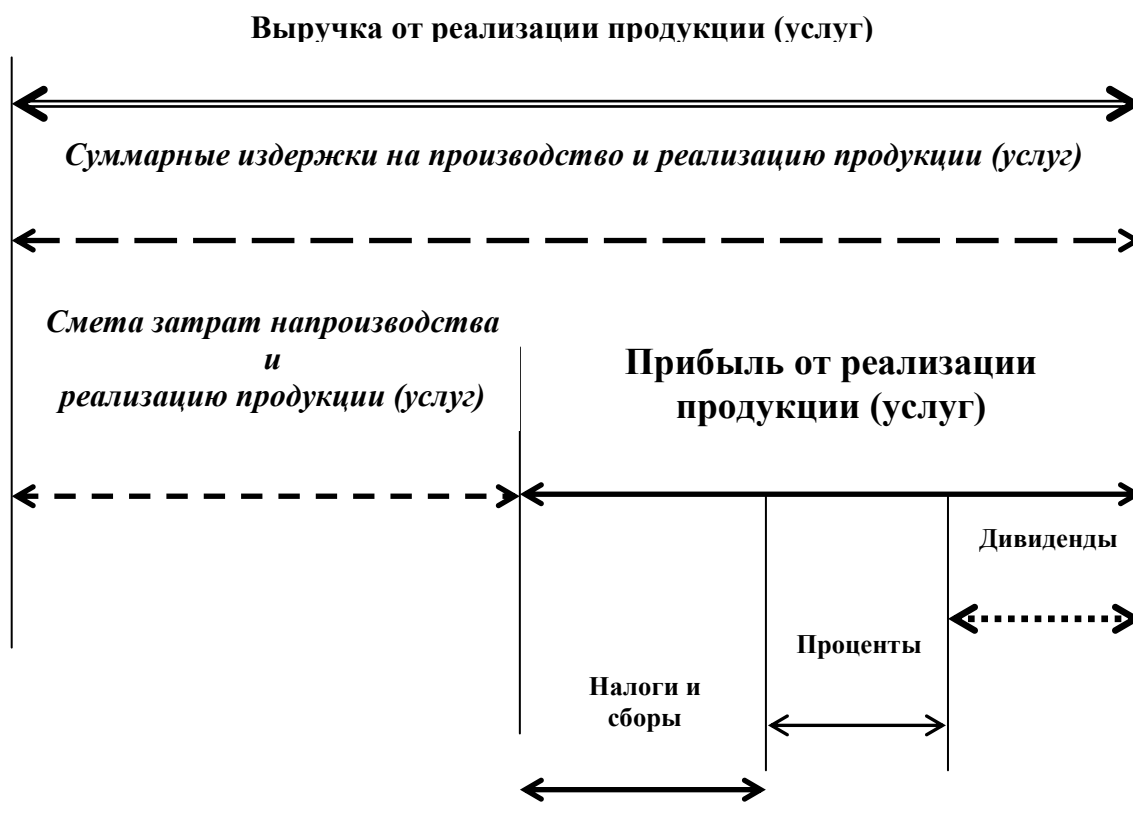 Выручка от реализации продукции (услуг)
Суммарные издержки на производство и реализацию продукции (услуг)
Смета затрат напроизводства
и
реализацию продукции (услуг)
Прибыль от реализации
продукции (услуг)
Дивиденды
Проценты
Налоги и
сборы